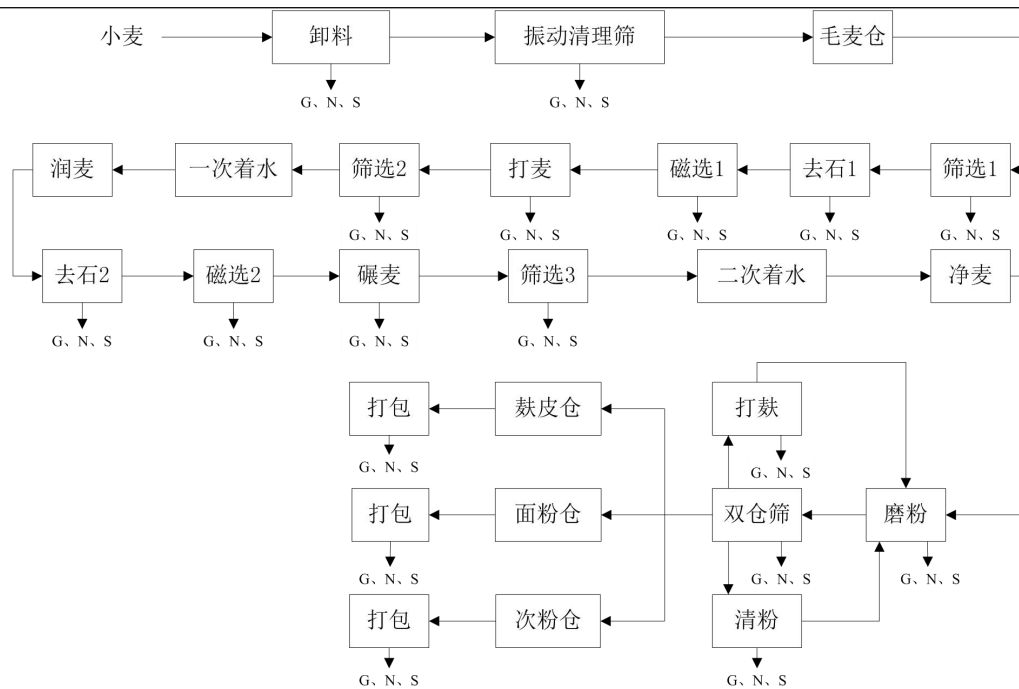 小麦 卸料 振动清理筛 毛麦仓
G、N、S G、N、S
润麦 一次着水 筛选2 打麦 磁选1 去石1 筛选1
G、N、S G、N、S G、N、S G、N、S G、N、S
去石2 磁选2 碾麦 筛选3 二次着水 净麦
G、N、S G、N、S G、N、S G、N、S
打包 麸皮仓 打麸
G、N、S G、N、S
打包 面粉仓 双仓筛 磨粉
G、N、S G、N、S G、N、S
打包 次粉仓 清粉
G、N、S G、N、S